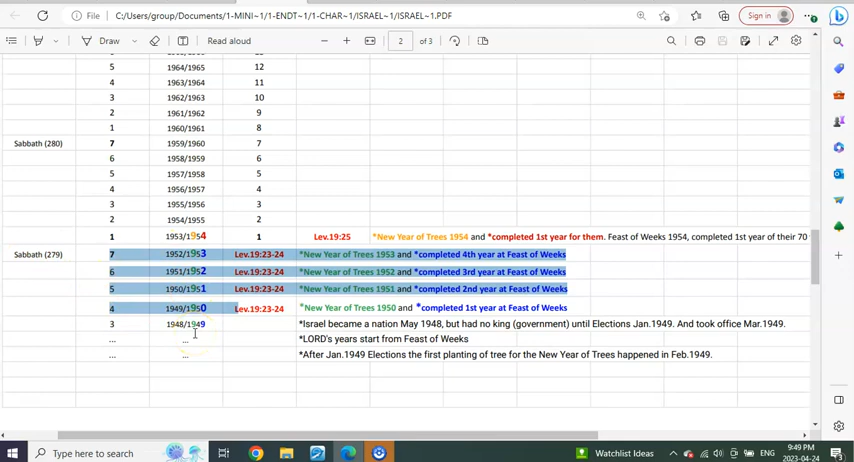 File | C:/Users/group/Documents/1-MINI~1/1-ENDT~1/1-CHAR~1/ISRAEL~1/ISRAEL~1.PDF
Sign in
Draw
Read aloud
2 of 3
5 1964/1965 12
4 1963/1964 11
3 1962/1963 10
2 1961/1962 9
1 1960/1961 8
Sabbath (280) 7 1959/1960 7
6 1958/1959 6
5 1957/1958 5
4 1956/1957 4
3 1955/1956 3
2 1954/1955 2
1 1953/1954 1 Lev.19:25 *New Year of Trees 1954 and *completed 1st year for them. Feast of Weeks 1954, completed 1st year of their 70
Sabbath (279) 7 1952/1953 Lev.19:23-24 *New Year of Trees 1953 and *completed 4th year at Feast of Weeks
6 1951/1952 Lev.19:23-24 *New Year of Trees 1952 and *completed 3rd year at Feast of Weeks
5 1950/1951 Lev.19:23-24 *New Year of Trees 1951 and *completed 2nd year at Feast of Weeks
4 1949/1950 Lev.19:23-24 *New Year of Trees 1950 and *completed 1st year at Feast of Weeks
3 1948/1949 *Israel became a nation May 1948, but had no king (government) until Elections Jan.1949. And took office Mar.1949.
... ... *LORD's years start from Feast of Weeks
... ... *After Jan.1949 Elections the first planting of tree for the New Year of Trees happened in Feb.1949.
Type here to search
Watchlist Ideas
ENG
9:49 PM
2023-04-24
3